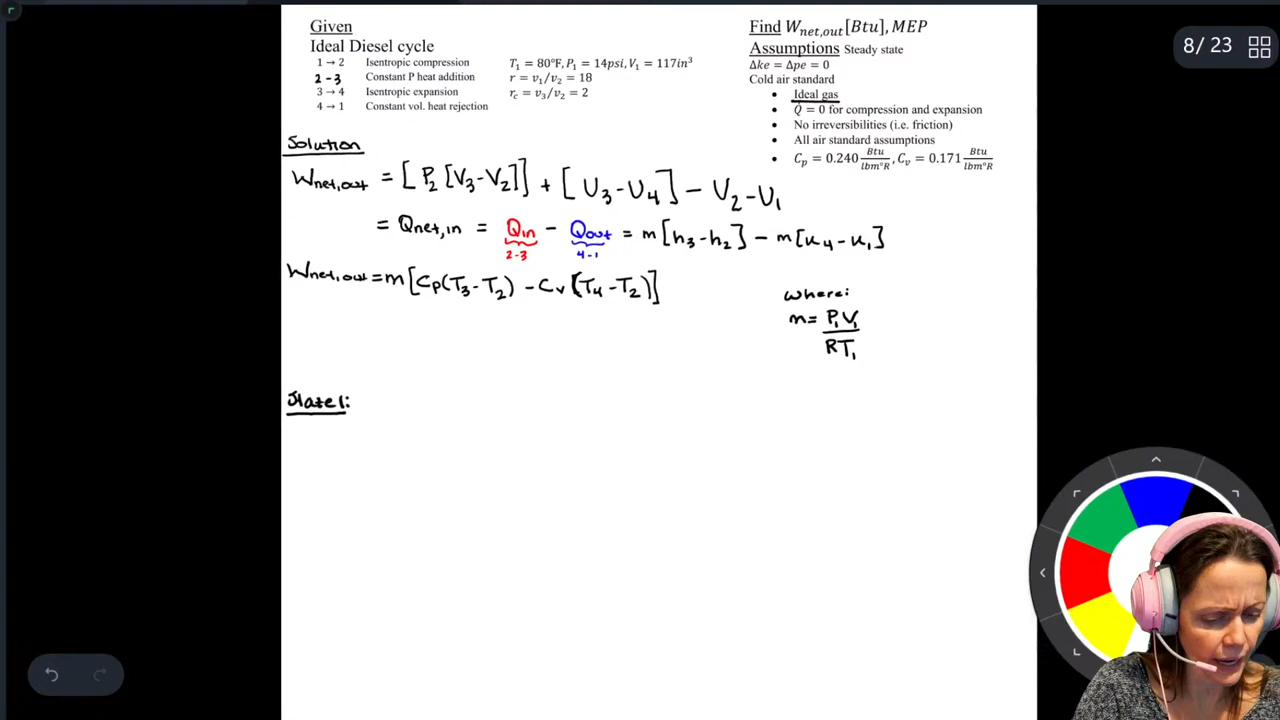 8 / 23
Given
Ideal Diesel cycle
1 → 2 Isentropic compression
2 - 3 Constant P heat addition
3 → 4 Isentropic expansion
4 → 1 Constant vol. heat rejection
T₁ = 80°F, P₁ = 14psi, V₁ = 117in³
r = v₁/v₂ = 18
r_c = v₃/v₂ = 2
Find W_net,out[Btu], MEP
Assumptions Steady state
Δke = Δpe = 0
Cold air standard
• Ideal gas
• Q̇ = 0 for compression and expansion
• No irreversibilities (i.e. friction)
• All air standard assumptions
• C_p = 0.240 Btu/lbm°R, C_v = 0.171 Btu/lbm°R
Solution
W_net,out = [P₂[V₃-V₂]] + [U₃-U₄] - V₂-U₁
= Q_net,in = Q_in - Q_out = m[h₃-h₂] - m[u₄-u₁]
2-3 4-1
W_net,out = m[C_p(T₃-T₂) - C_v(T₄-T₂)]
where:
m = P₁V₁/RT₁
State 1: